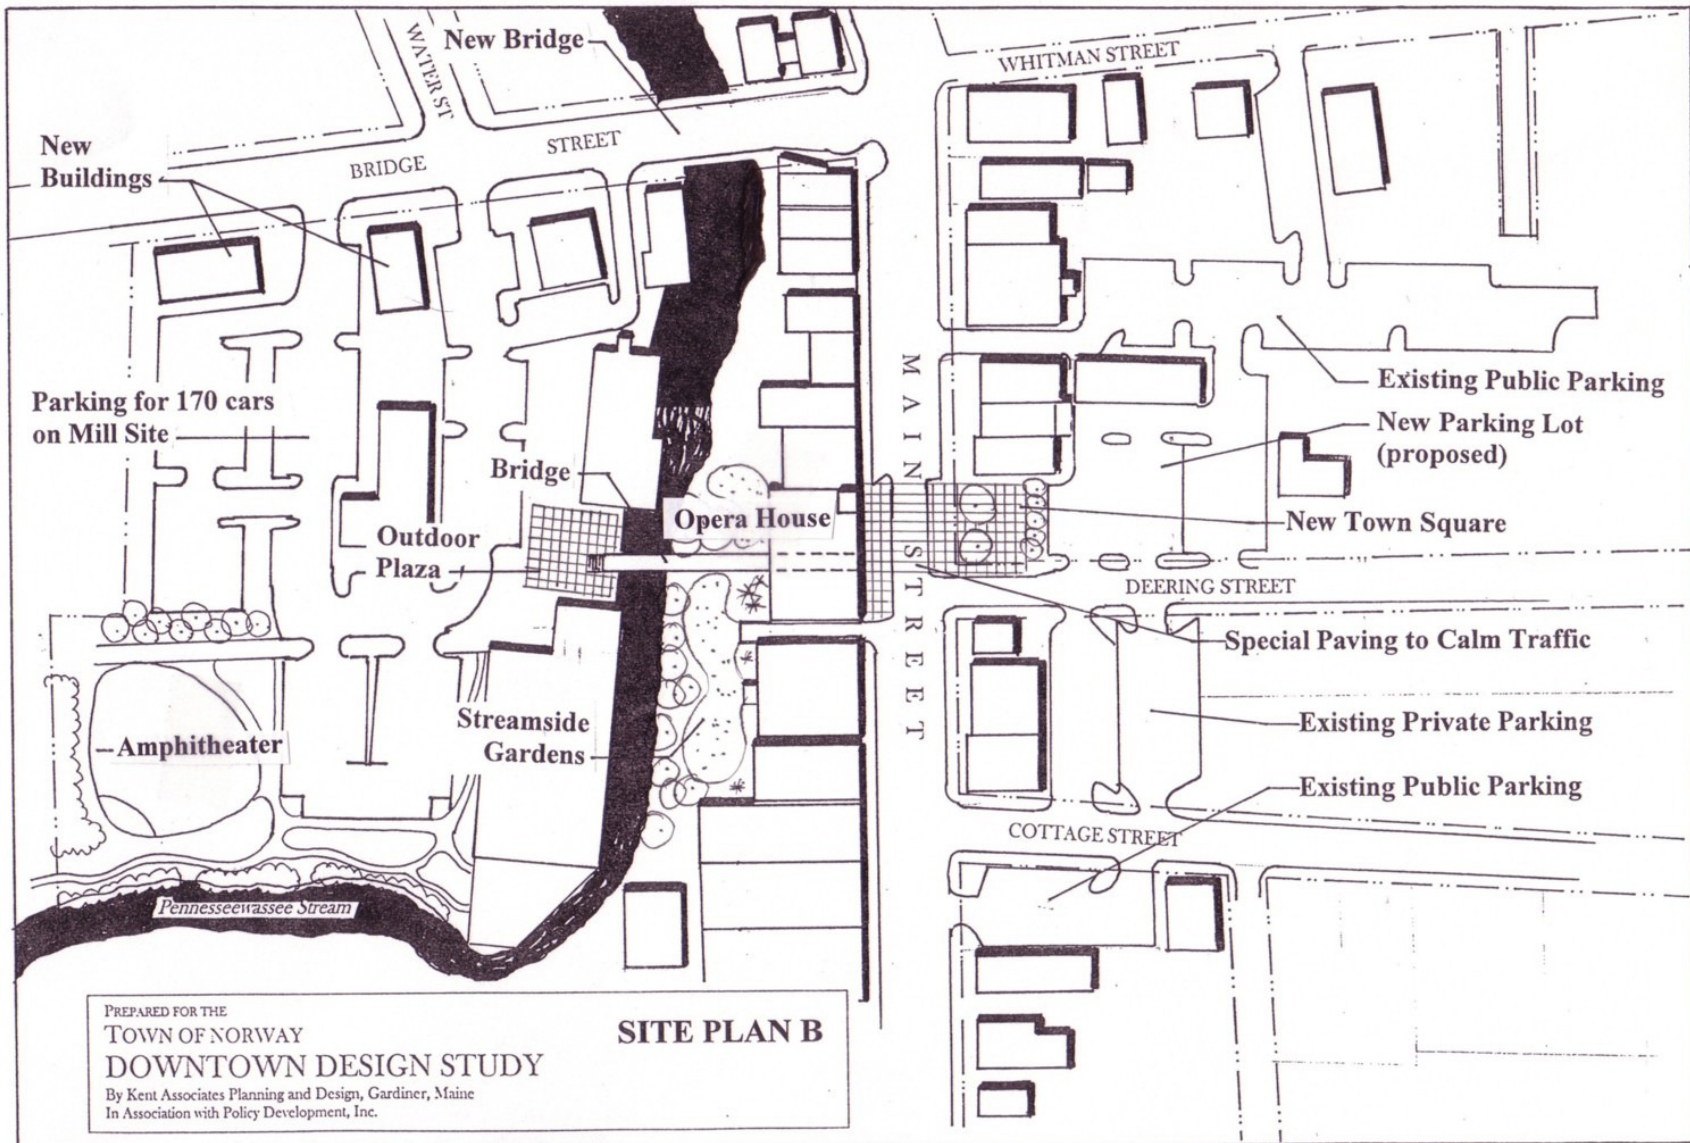 New Bridge
WATER ST
WHITMAN STREET
New
Buildings
BRIDGE
STREET
MAIN STREET
Existing Public Parking
Parking for 170 cars
on Mill Site
New Parking Lot
(proposed)
Bridge
Opera House
New Town Square
Outdoor
Plaza
DEERING STREET
Special Paving to Calm Traffic
Streamside
Gardens
Existing Private Parking
Amphitheater
Existing Public Parking
COTTAGE STREET
Pennesseewassee Stream
PREPARED FOR THE
TOWN OF NORWAY
SITE PLAN B
DOWNTOWN DESIGN STUDY
By Kent Associates Planning and Design, Gardiner, Maine
In Association with Policy Development, Inc.